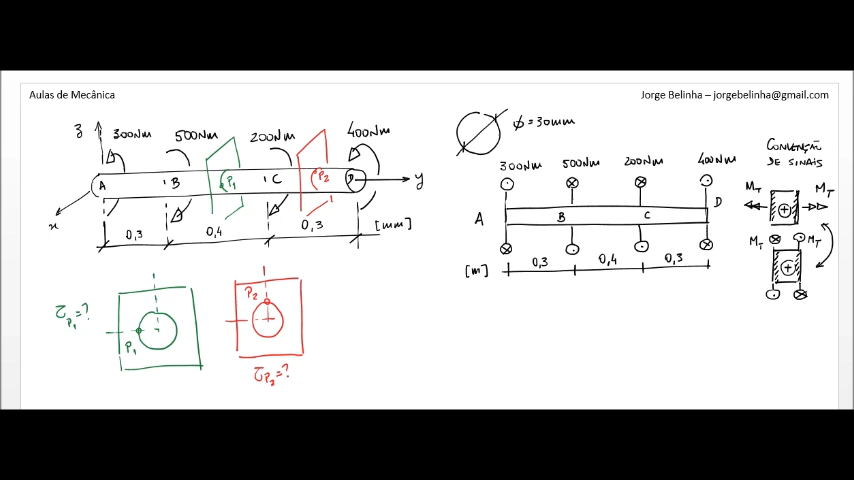 Aulas de Mecânica
Jorge Belinha – jorgebelinha@gmail.com
z
300Nm
500Nm
200Nm
400Nm
A
B
P1
C
P2
D
y
x
0,3
0,4
0,3
[mm]
τP1=?
P1
P2
τP2=?
ϕ=30mm
300Nm
500Nm
200Nm
400Nm
A
B
C
D
[m]
0,3
0,4
0,3
CONVENÇÃO
DE SINAIS
MT
MT
+
MT
MT
+